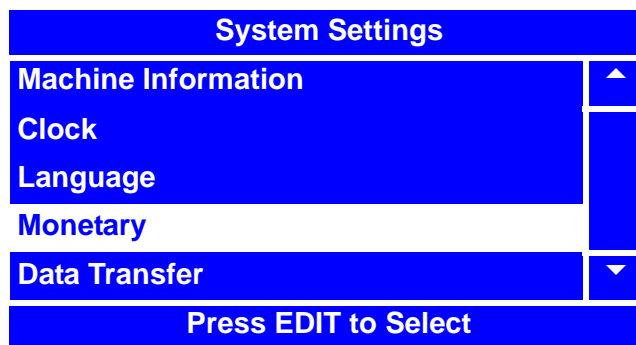 System Settings
Machine Information
Clock
Language
Monetary
Data Transfer
Press EDIT to Select